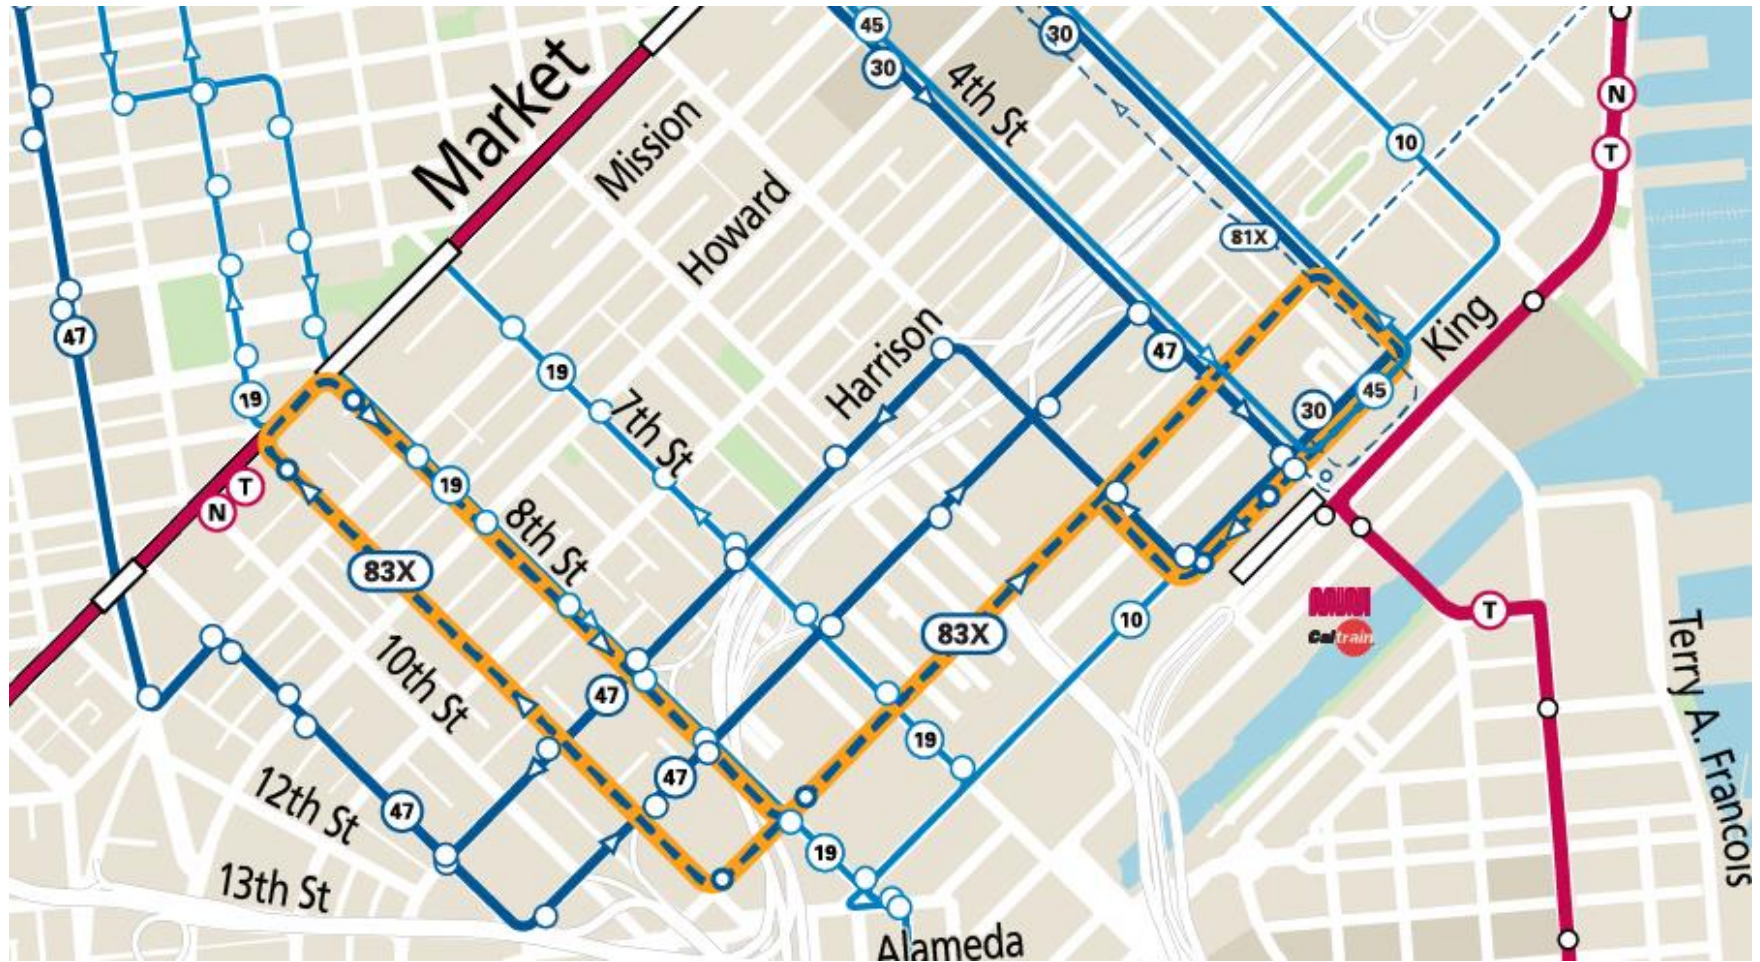 45
30
30
4th St
Market
Mission
10
N
T
Howard
81X
47
47
King
Harrison
19
19
45
30
7th St
T
N
19
8th St
83X
MUNI
Caltrain
T
10
83X
10th St
47
Terry A. Francois
19
47
12th St
47
19
13th St
Alameda